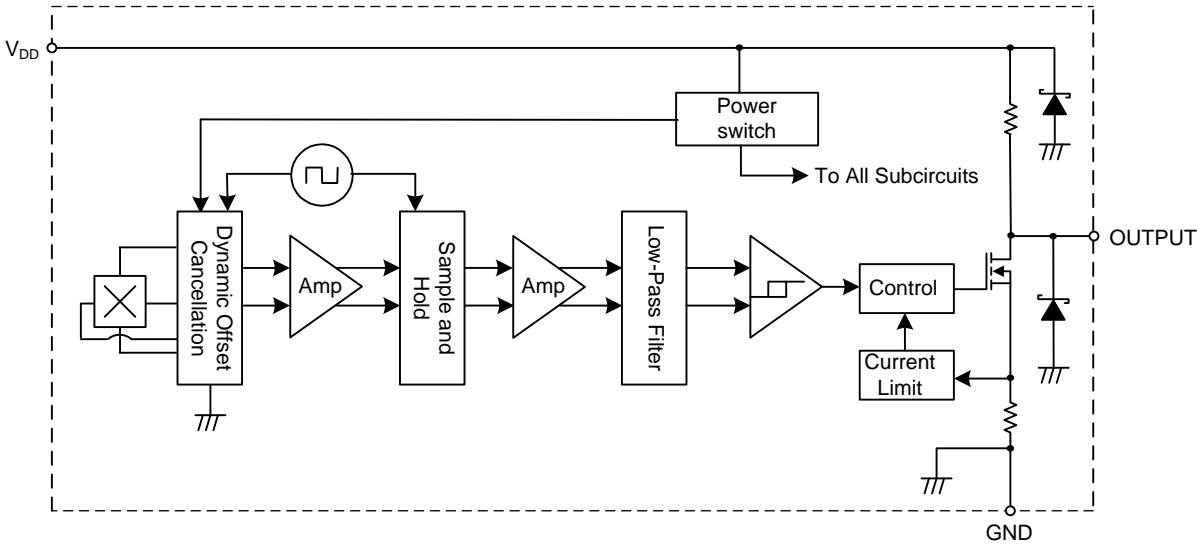 VDD
Power
switch
To All Subcircuits
OUTPUT
Dynamic Offset
Cancellation
Amp
Sample and
Hold
Amp
Low-Pass Filter
Control
Current
Limit
GND